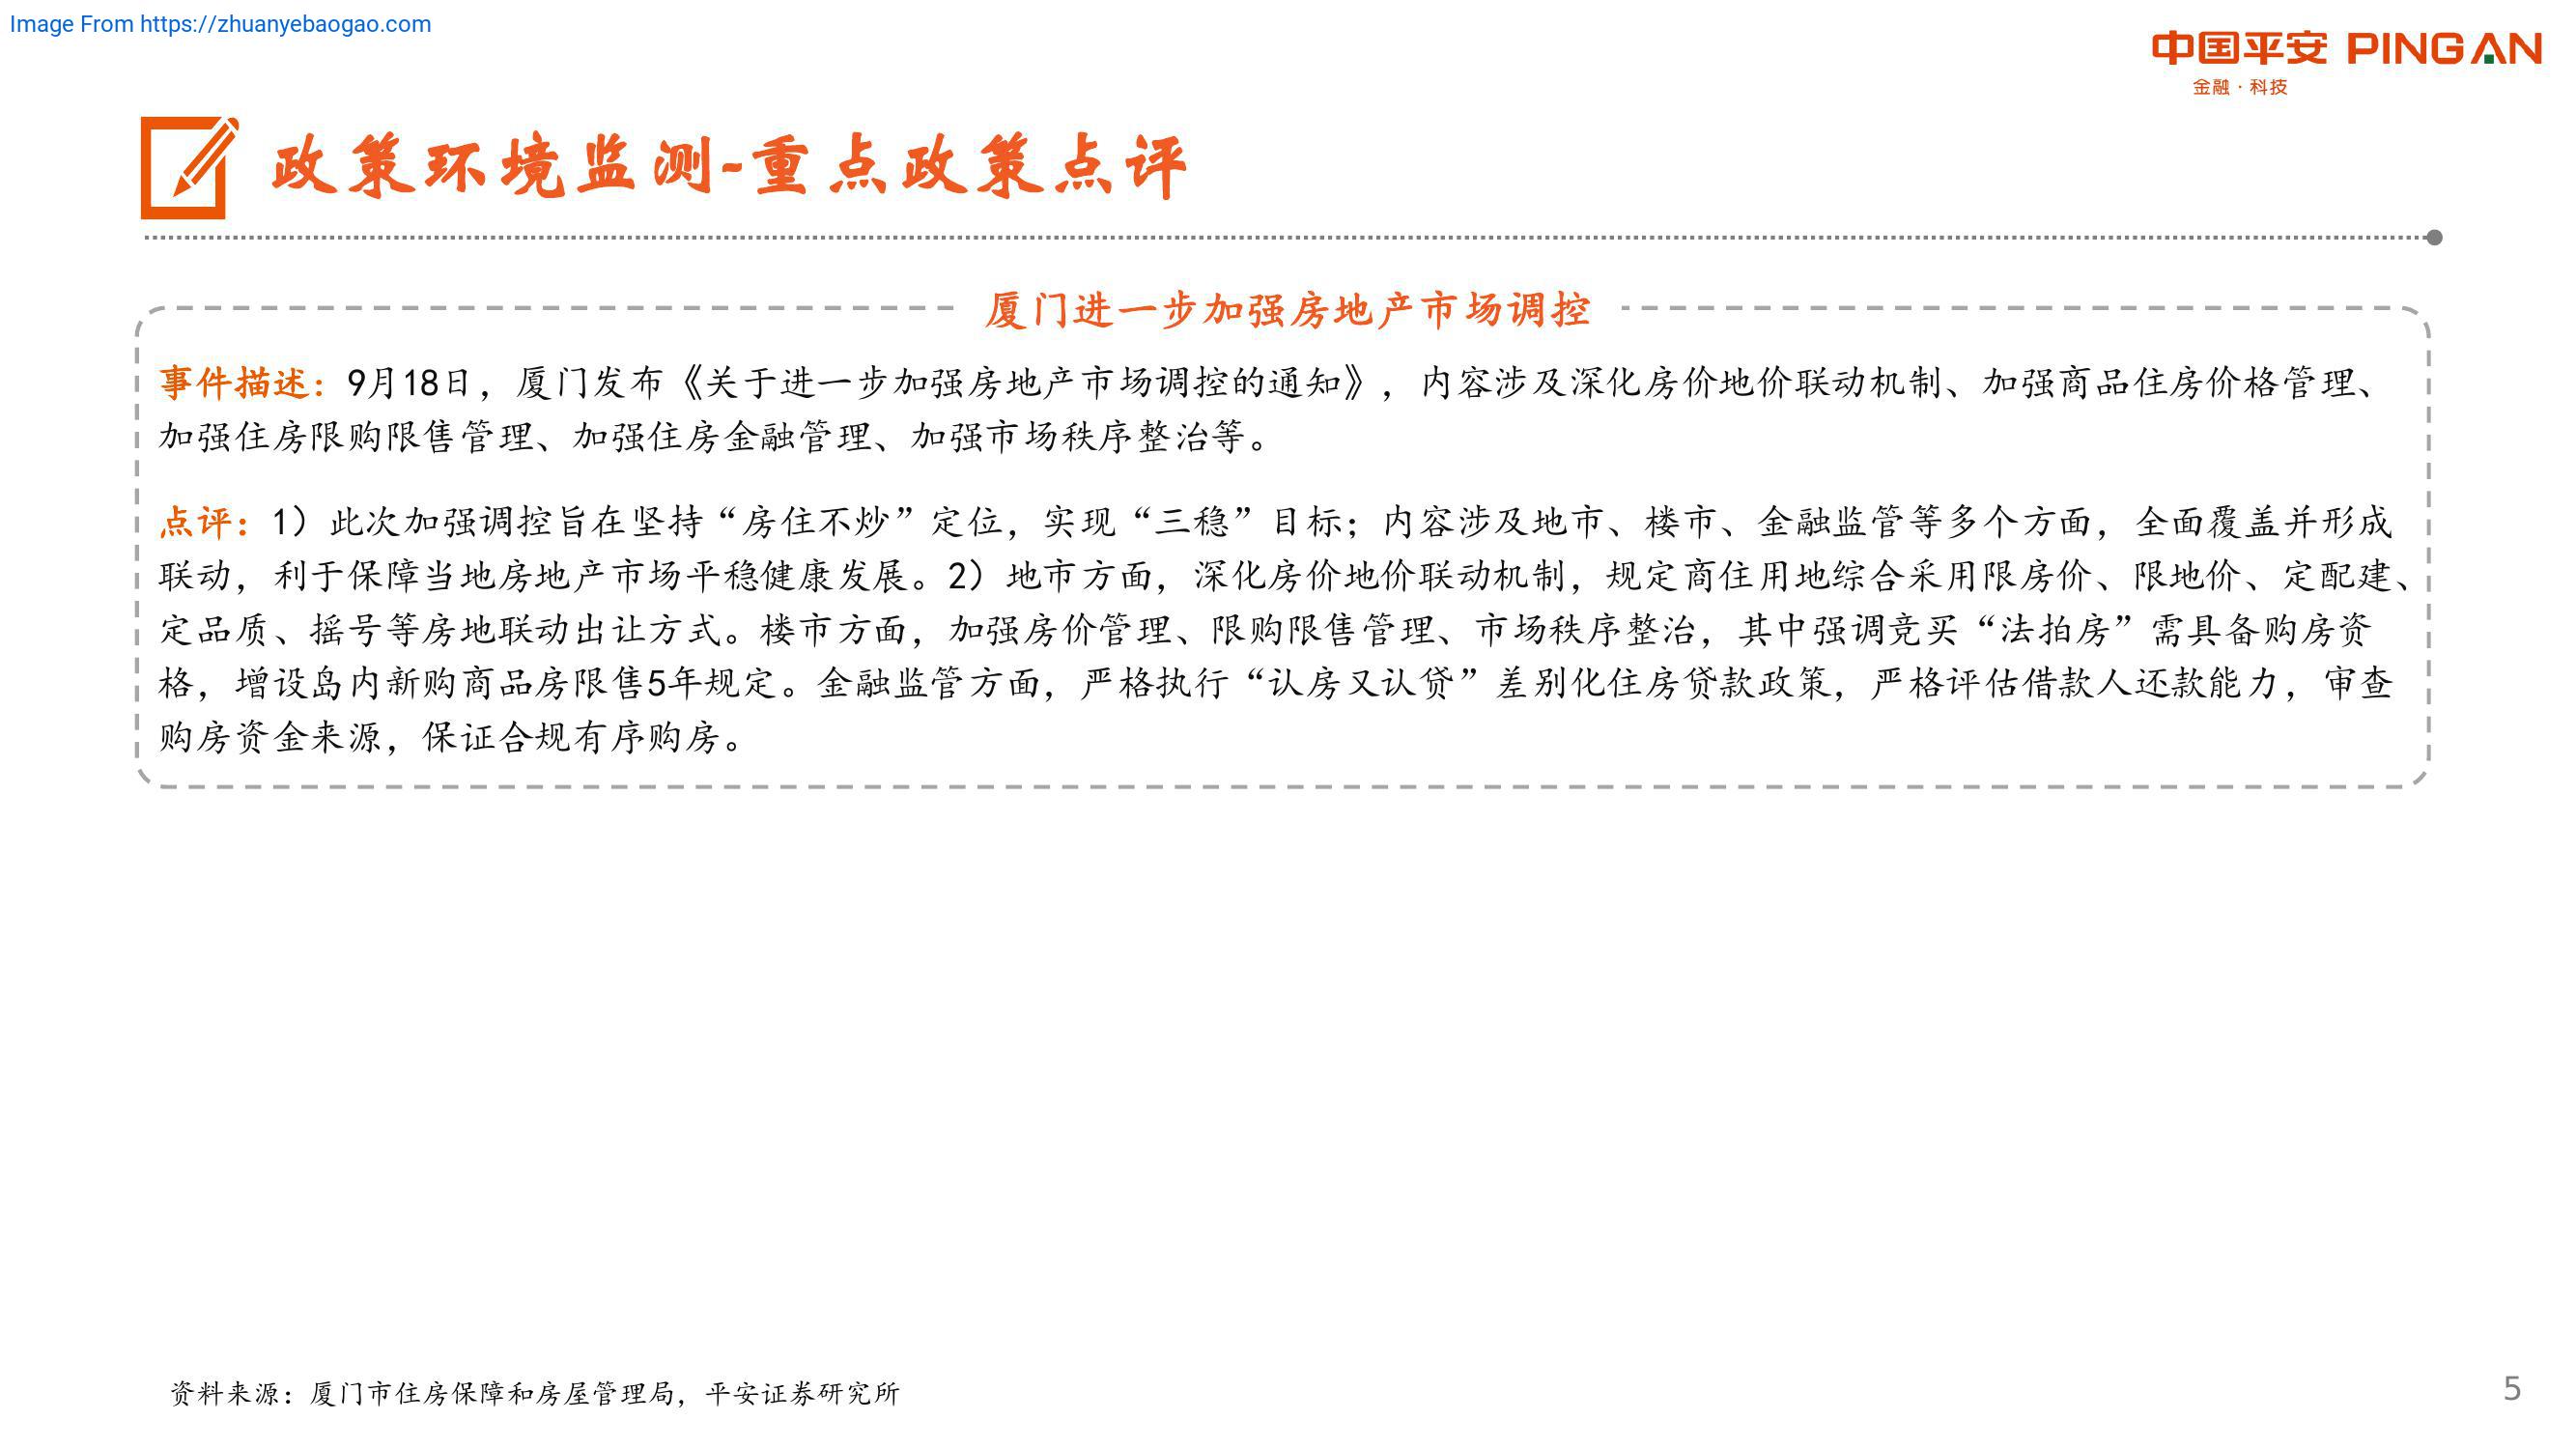 Image From https://zhuanyebaogao.com
中国平安 PINGAN
金融·科技
政策环境监测-重点政策点评
厦门进一步加强房地产市场调控
事件描述：9月18日，厦门发布《关于进一步加强房地产市场调控的通知》，内容涉及深化房价地价联动机制、加强商品住房价格管理、
加强住房限购限售管理、加强住房金融管理、加强市场秩序整治等。
点评：1）此次加强调控旨在坚持“房住不炒”定位，实现“三稳”目标；内容涉及地市、楼市、金融监管等多个方面，全面覆盖并形成
联动，利于保障当地房地产市场平稳健康发展。2）地市方面，深化房价地价联动机制，规定商住用地综合采用限房价、限地价、定配建、
定品质、摇号等房地联动出让方式。楼市方面，加强房价管理、限购限售管理、市场秩序整治，其中强调竞买“法拍房”需具备购房资
格，增设岛内新购商品房限售5年规定。金融监管方面，严格执行“认房又认贷”差别化住房贷款政策，严格评估借款人还款能力，审查
购房资金来源，保证合规有序购房。
资料来源：厦门市住房保障和房屋管理局，平安证券研究所
5